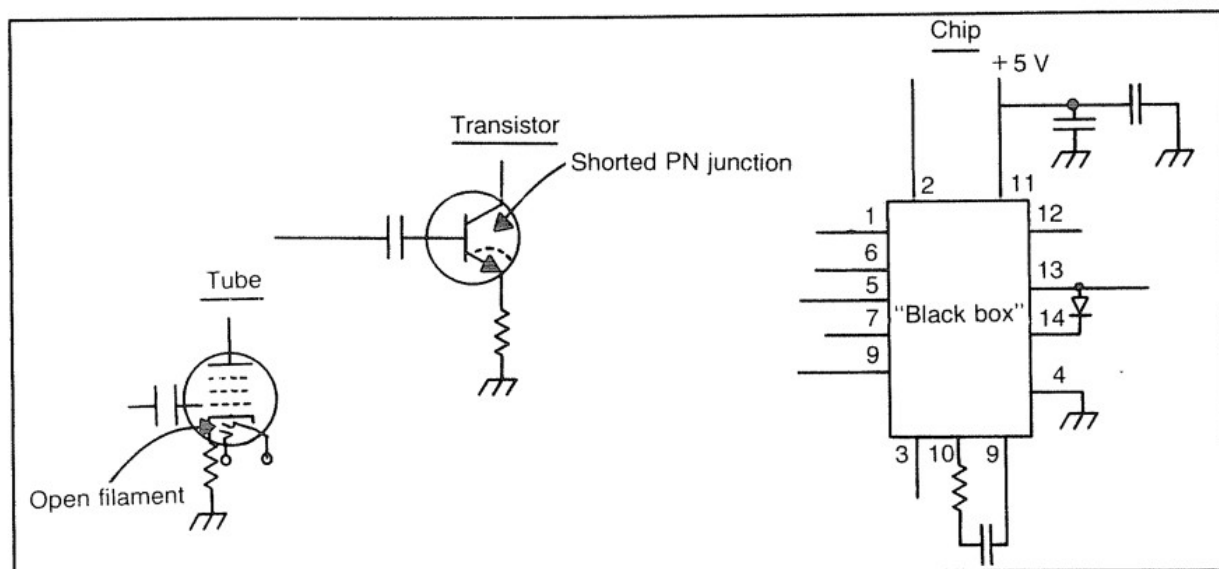 Chip
+5 V
Transistor
Shorted PN junction
2
11
1
12
6
13
Tube
5
"Black box"
7
14
9
4
3
10
9
Open filament